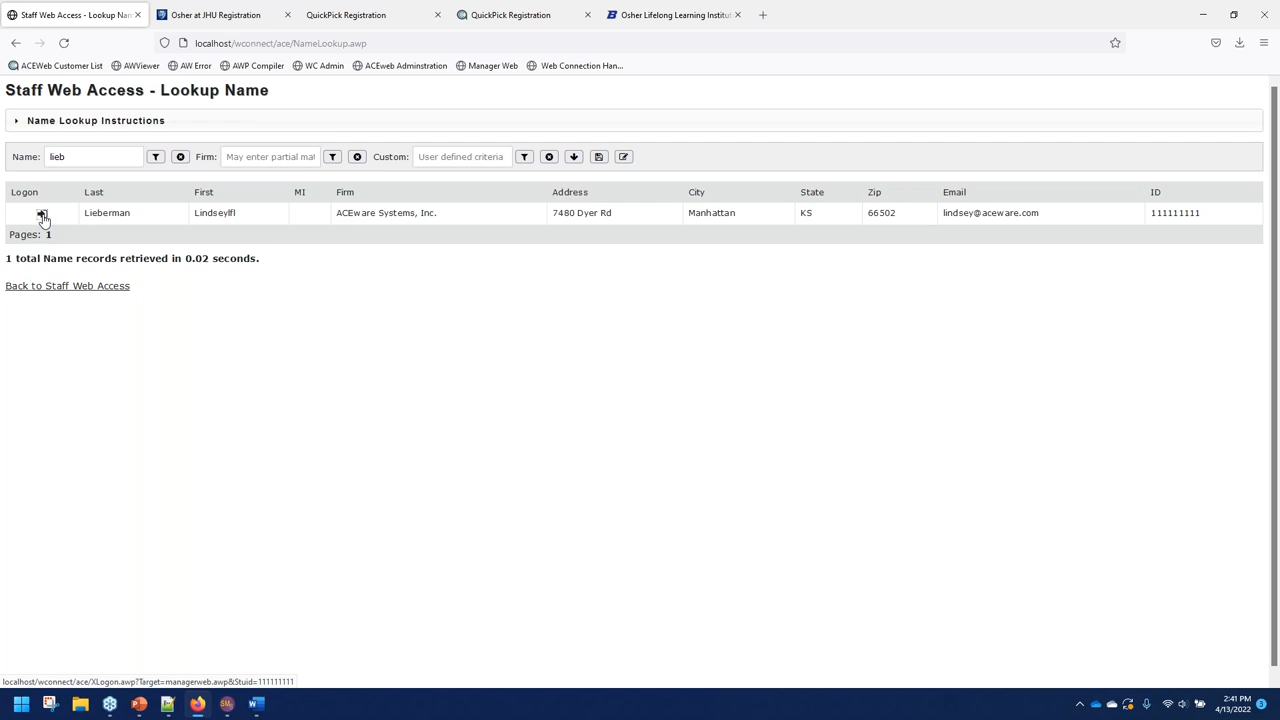 Staff Web Access - Lookup Nan
Osher at JHU Registration
QuickPick Registration
QuickPick Registration
Osher Lifelong Learning Institut
localhost/wconnect/ace/NameLookup.awp
ACEWeb Customer List AWViewer AW Error AWP Compiler WC Admin ACEweb Adminstration Manager Web Web Connection Han...
Staff Web Access - Lookup Name
Name Lookup Instructions
Name: lieb Firm: May enter partial mat Custom: User defined criteria
Logon Last First MI Firm Address City State Zip Email ID
Lieberman Lindseylfl ACEware Systems, Inc. 7480 Dyer Rd Manhattan KS 66502 lindsey@aceware.com 111111111
Pages: 1
1 total Name records retrieved in 0.02 seconds.
Back to Staff Web Access
localhost/wconnect/ace/XLogon.awp?Target=managerweb.awp&Stuid=111111111
2:41 PM
4/13/2022
3